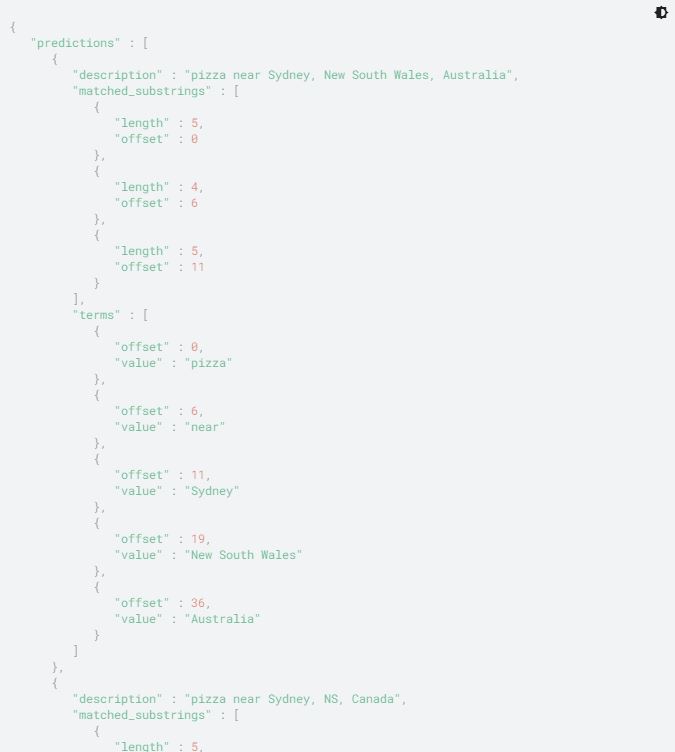 {
"predictions" : [
{
"description" : "pizza near Sydney, New South Wales, Australia",
"matched_substrings" : [
{
"length" : 5,
"offset" : 0
},
{
"length" : 4,
"offset" : 6
},
{
"length" : 5,
"offset" : 11
}
],
"terms" : [
{
"offset" : 0,
"value" : "pizza"
},
{
"offset" : 6,
"value" : "near"
},
{
"offset" : 11,
"value" : "Sydney"
},
{
"offset" : 19,
"value" : "New South Wales"
},
{
"offset" : 36,
"value" : "Australia"
}
]
},
{
"description" : "pizza near Sydney, NS, Canada",
"matched_substrings" : [
{
"length" : 5,